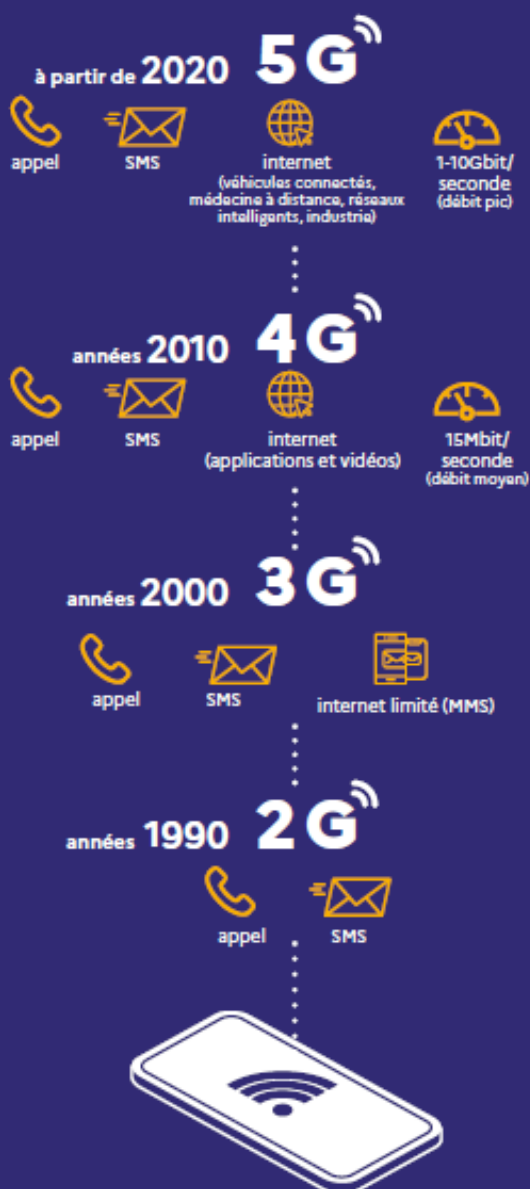 à partir de 2020 5G
appel
SMS
internet
(véhicules connectés,
médecine à distance, réseaux
intelligents, industrie)
1-10Gbit/
seconde
(débit pic)
années 2010 4G
appel
SMS
internet
(applications et vidéos)
15Mbit/
seconde
(débit moyen)
années 2000 3G
appel
SMS
internet limité (MMS)
années 1990 2G
appel
SMS